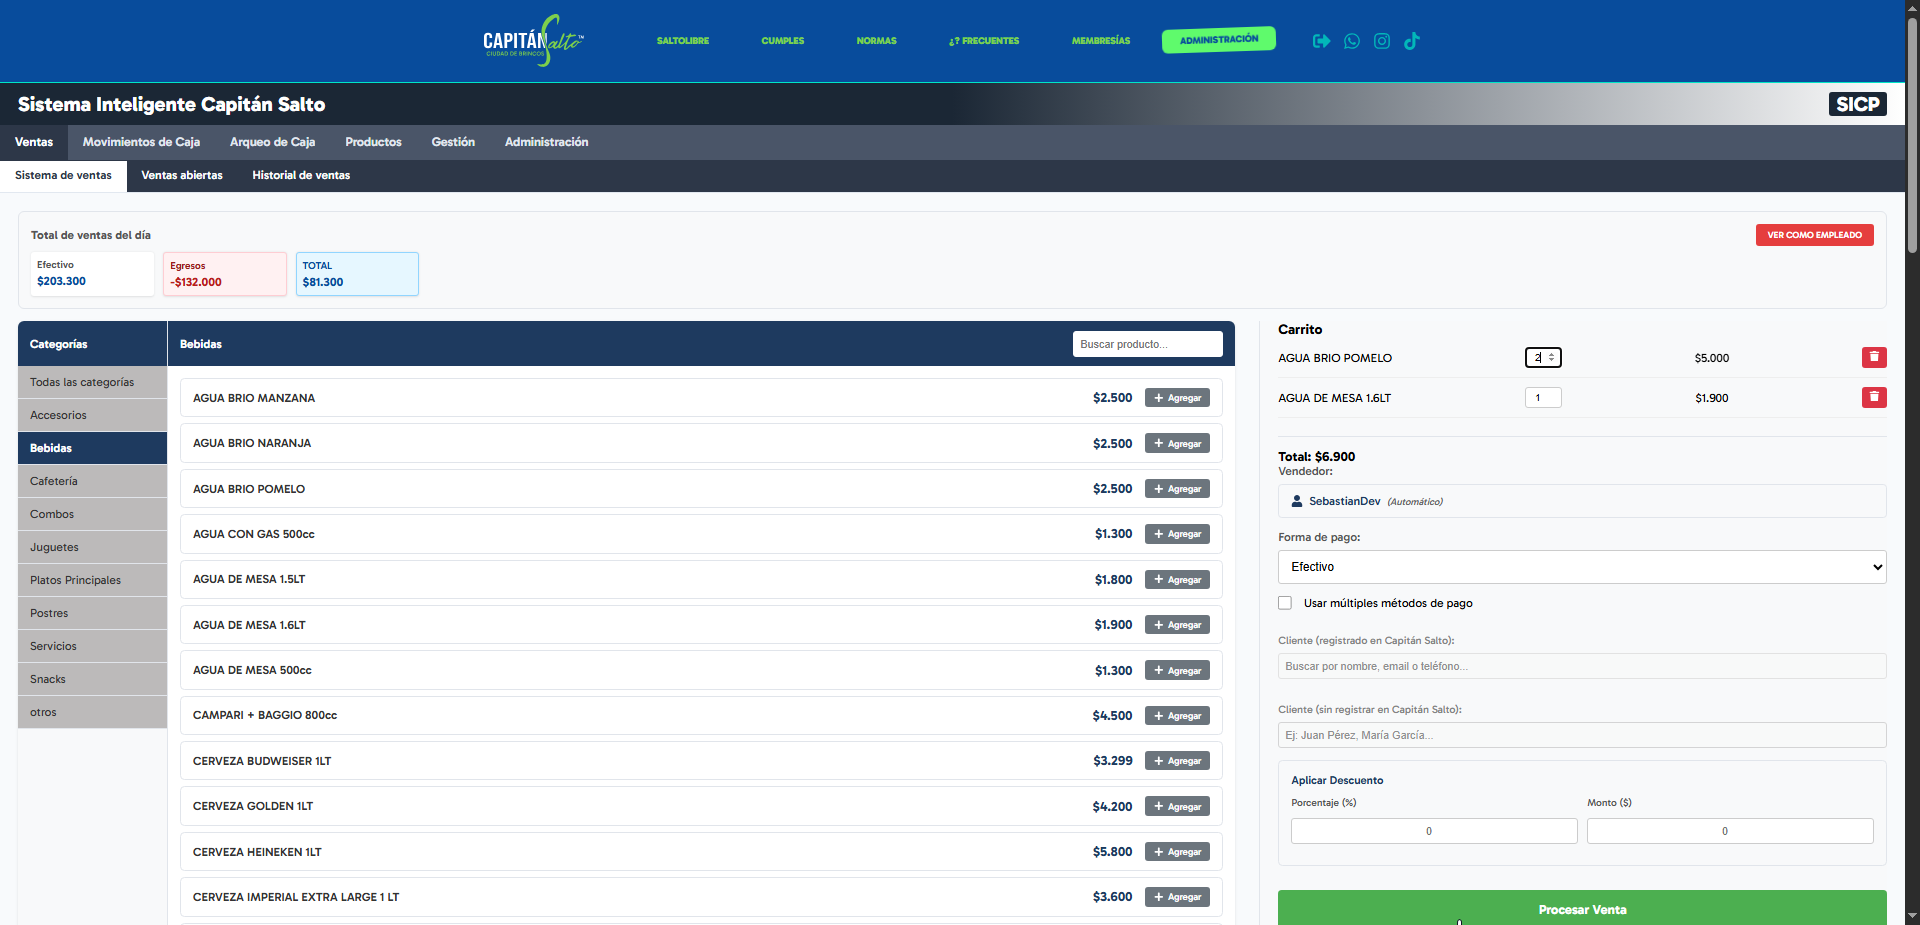 CAPITÁN Salto™
CIUDAD DE BRINCOS
SALTOLIBRE
CUMPLES
NORMAS
¿? FRECUENTES
MEMBRESÍAS
ADMINISTRACIÓN
Sistema Inteligente Capitán Salto
SICP
Ventas
Movimientos de Caja
Arqueo de Caja
Productos
Gestión
Administración
Sistema de ventas
Ventas abiertas
Historial de ventas
Total de ventas del día
VER COMO EMPLEADO
Efectivo
$203.300
Egresos
-$132.000
TOTAL
$81.300
Categorías
Todas las categorías
Accesorios
Bebidas
Cafetería
Combos
Juguetes
Platos Principales
Postres
Servicios
Snacks
otros
Bebidas
Buscar producto...
AGUA BRIO MANZANA $2.500 + Agregar
AGUA BRIO NARANJA $2.500 + Agregar
AGUA BRIO POMELO $2.500 + Agregar
AGUA CON GAS 500cc $1.300 + Agregar
AGUA DE MESA 1.5LT $1.800 + Agregar
AGUA DE MESA 1.6LT $1.900 + Agregar
AGUA DE MESA 500cc $1.300 + Agregar
CAMPARI + BAGGIO 800cc $4.500 + Agregar
CERVEZA BUDWEISER 1LT $3.299 + Agregar
CERVEZA GOLDEN 1LT $4.200 + Agregar
CERVEZA HEINEKEN 1LT $5.800 + Agregar
CERVEZA IMPERIAL EXTRA LARGE 1 LT $3.600 + Agregar
Carrito
AGUA BRIO POMELO 2 $5.000
AGUA DE MESA 1.6LT 1 $1.900
Total: $6.900
Vendedor:
SebastianDev (Automático)
Forma de pago:
Efectivo
Usar múltiples métodos de pago
Cliente (registrado en Capitán Salto):
Buscar por nombre, email o teléfono...
Cliente (sin registrar en Capitán Salto):
Ej: Juan Pérez, María García...
Aplicar Descuento
Porcentaje (%)
Monto ($)
0
0
Procesar Venta